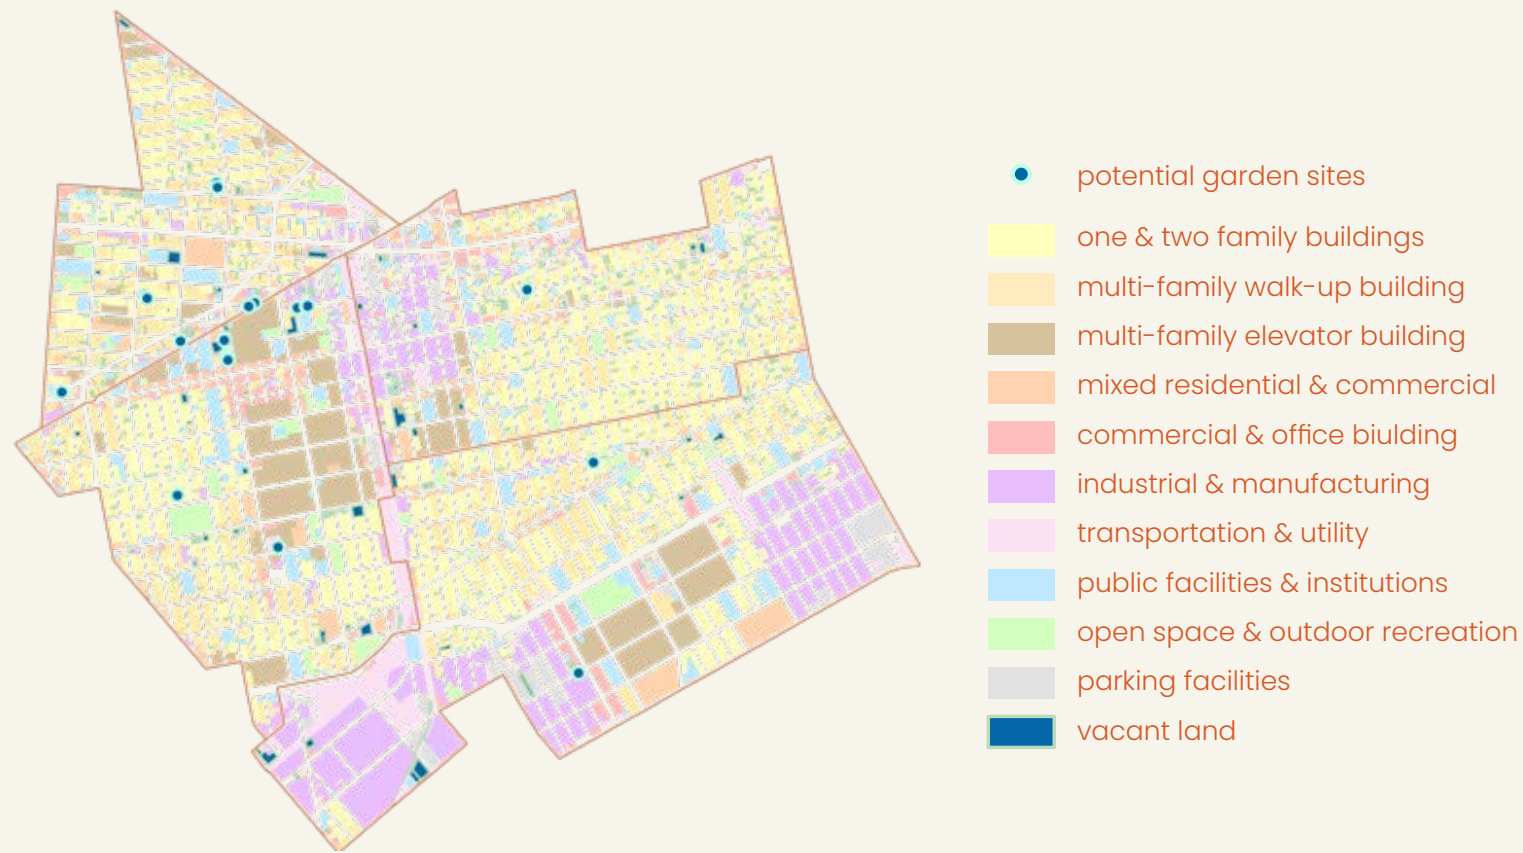 potential garden sites
one & two family buildings
multi-family walk-up building
multi-family elevator building
mixed residential & commercial
commercial & office biulding
industrial & manufacturing
transportation & utility
public facilities & institutions
open space & outdoor recreation
parking facilities
vacant land